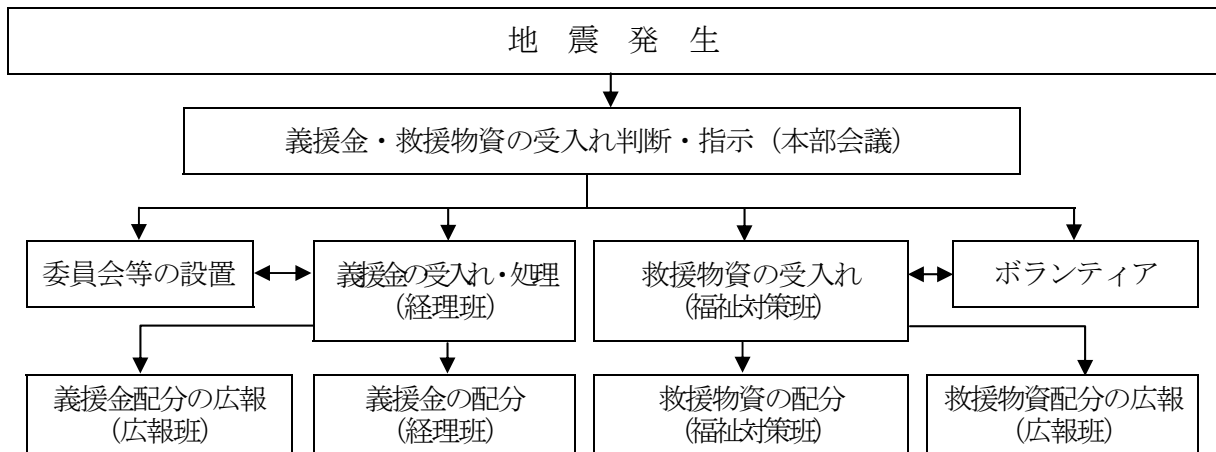 地 震 発 生
義援金・救援物資の受入れ判断・指示(本部会議)
委員会等の設置
義援金の受入れ・処理
(経理班)
救援物資の受入れ
(福祉対策班)
ボランティア
義援金配分の広報
(広報班)
義援金の配分
(経理班)
救援物資の配分
(福祉対策班)
救援物資配分の広報
(広報班)